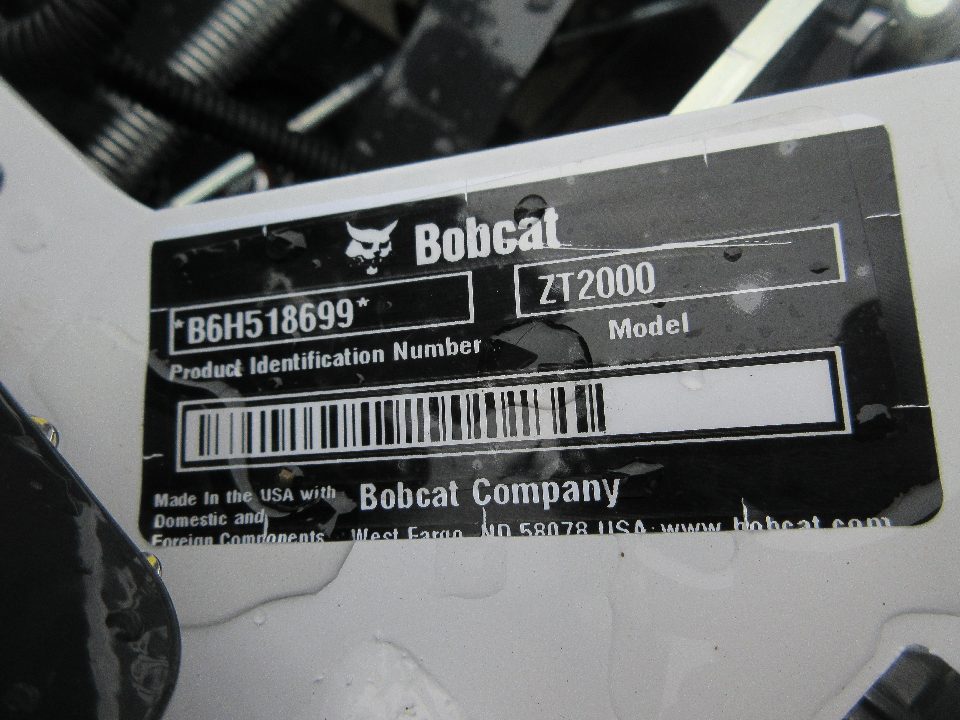 Bobcat
*B6H518699*
ZT2000
Product Identification Number
Model
Made In the USA with
Domestic and
Foreign Components
Bobcat Company
West Fargo, ND 58078 USA www.bobcat.com